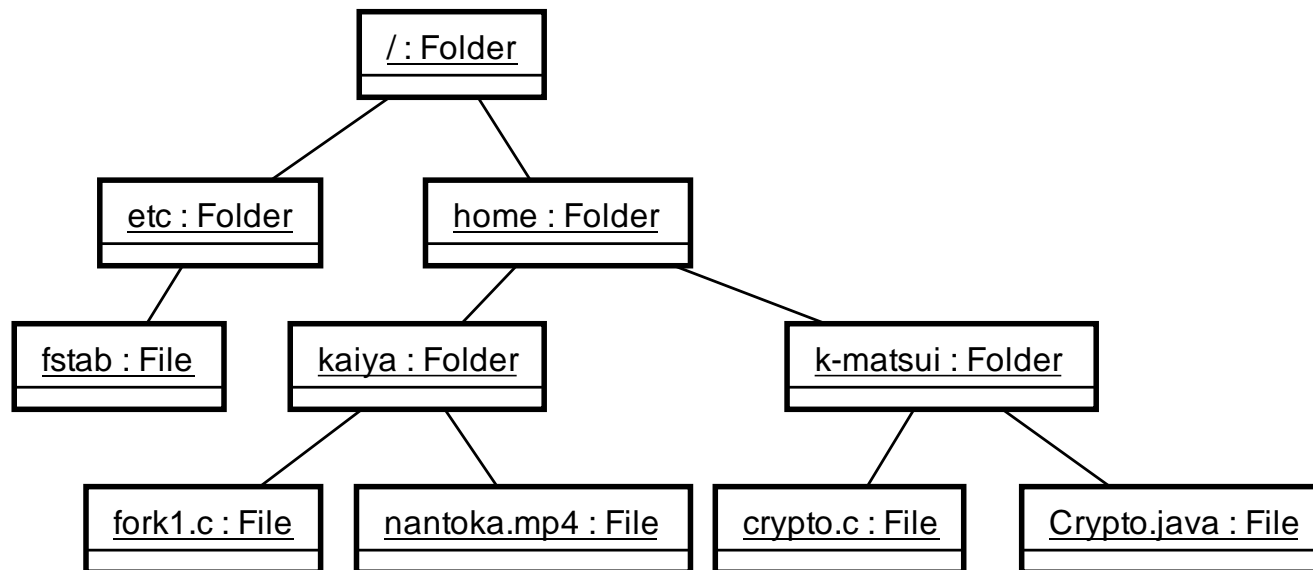 / : Folder
etc : Folder
home : Folder
fstab : File
kaiya : Folder
k-matsui : Folder
fork1.c : File
nantoka.mp4 : File
crypto.c : File
Crypto.java : File